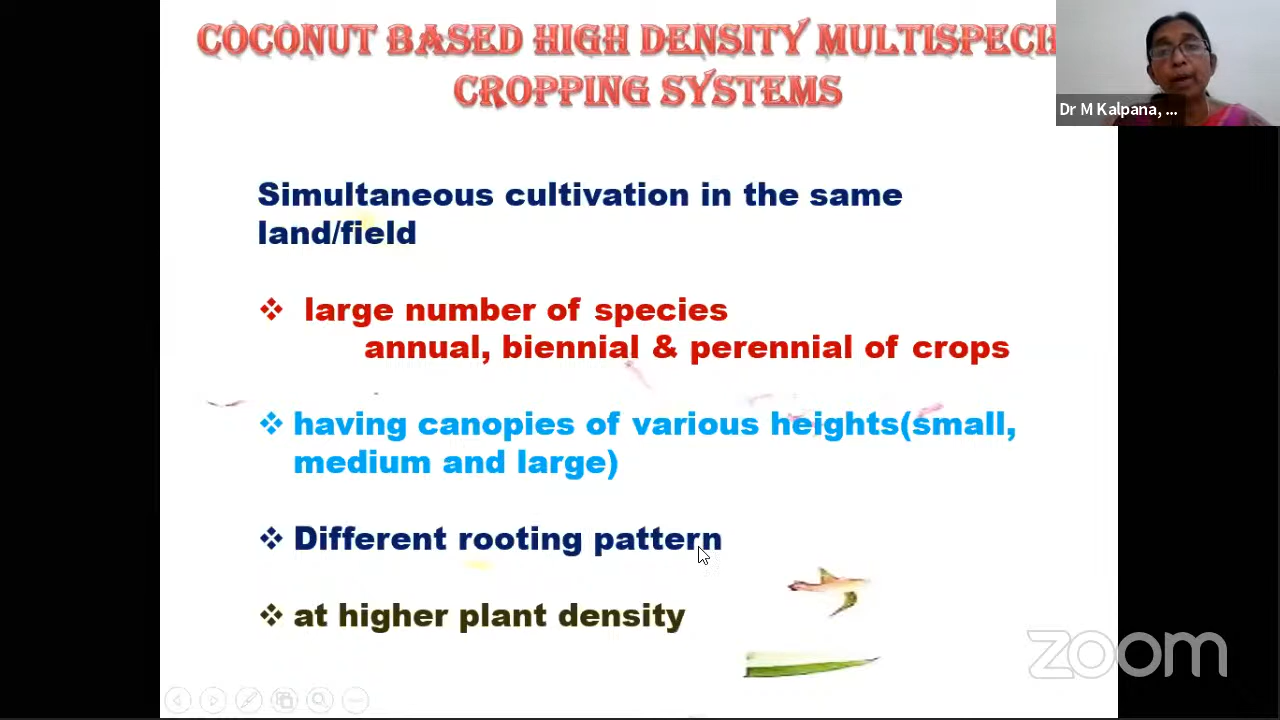 COCONUT BASED HIGH DENSITY MULTISPECI
CROPPING SYSTEMS
Dr M Kalpana, ...
Simultaneous cultivation in the same
land/field
❖ large number of species
annual, biennial & perennial of crops
❖ having canopies of various heights(small,
medium and large)
❖ Different rooting pattern
❖ at higher plant density
zoom